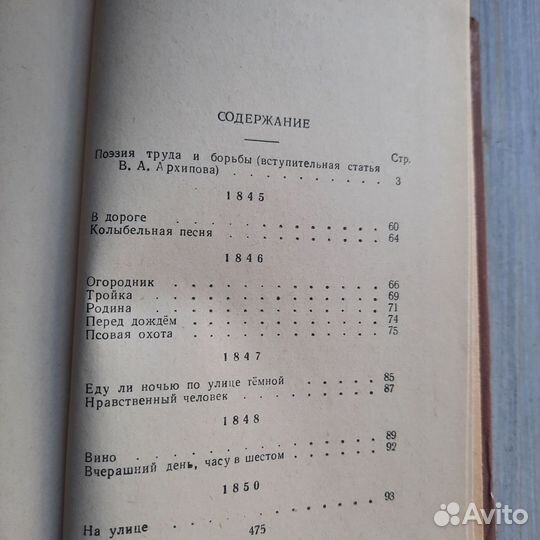 СОДЕРЖАНИЕ
Стр.
Поэзия труда и борьбы (вступительная статья
В. А. Архипова) . . . . . . . . . . 3
1845
В дороге . . . . . . . . . . . . 60
Колыбельная песня . . . . . . . . . 64
1846
Огородник . . . . . . . . . . . . 66
Тройка . . . . . . . . . . . . . 69
Родина . . . . . . . . . . . . . 71
Перед дождём . . . . . . . . . . . 74
Псовая охота . . . . . . . . . . . 75
1847
Еду ли ночью по улице тёмной . . . . . 85
Нравственный человек . . . . . . . . 87
1848
Вино . . . . . . . . . . . . . . 89
Вчерашний день, часу в шестом . . . . . 92
1850
На улице . . . . . . . . . . . . 93
475
Avito